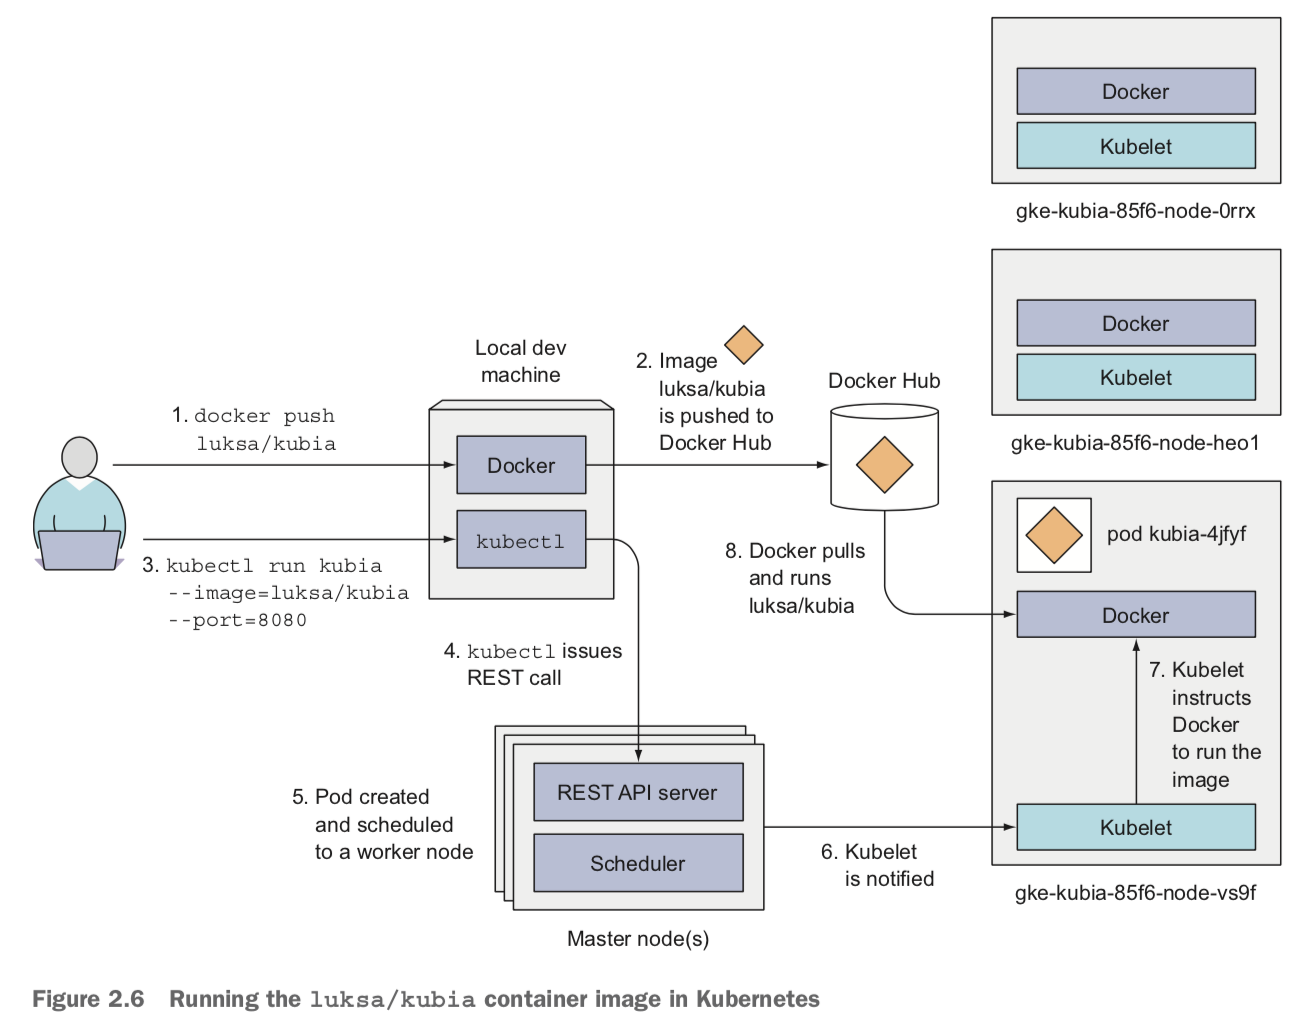 Docker
Kubelet
gke-kubia-85f6-node-0rrx
Docker
Kubelet
gke-kubia-85f6-node-heo1
Local dev
machine
1. docker push
luksa/kubia
Docker
kubectl
2. Image
luksa/kubia
is pushed to
Docker Hub
Docker Hub
3. kubectl run kubia
--image=luksa/kubia
--port=8080
4. kubectl issues
REST call
5. Pod created
and scheduled
to a worker node
REST API server
Scheduler
Master node(s)
6. Kubelet
is notified
pod kubia-4jfyf
Docker
7. Kubelet
instructs
Docker
to run the
image
Kubelet
gke-kubia-85f6-node-vs9f
8. Docker pulls
and runs
luksa/kubia
Figure 2.6 Running the luksa/kubia container image in Kubernetes